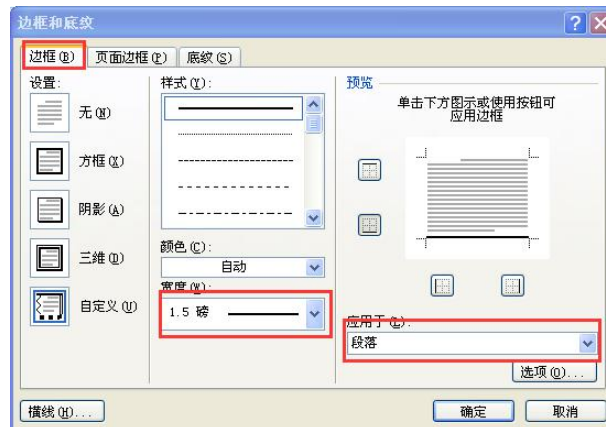 边框和底纹
边框(B) 页面边框(P) 底纹(S)
设置:
无(N)
方框(X)
阴影(A)
三维(D)
自定义(U)
样式(Y):
颜色(C):
自动
宽度(W):
1.5 磅
预览
单击下方图示或使用按钮可
应用边框
应用于(L):
段落
选项(O)...
横线(H)...
确定
取消